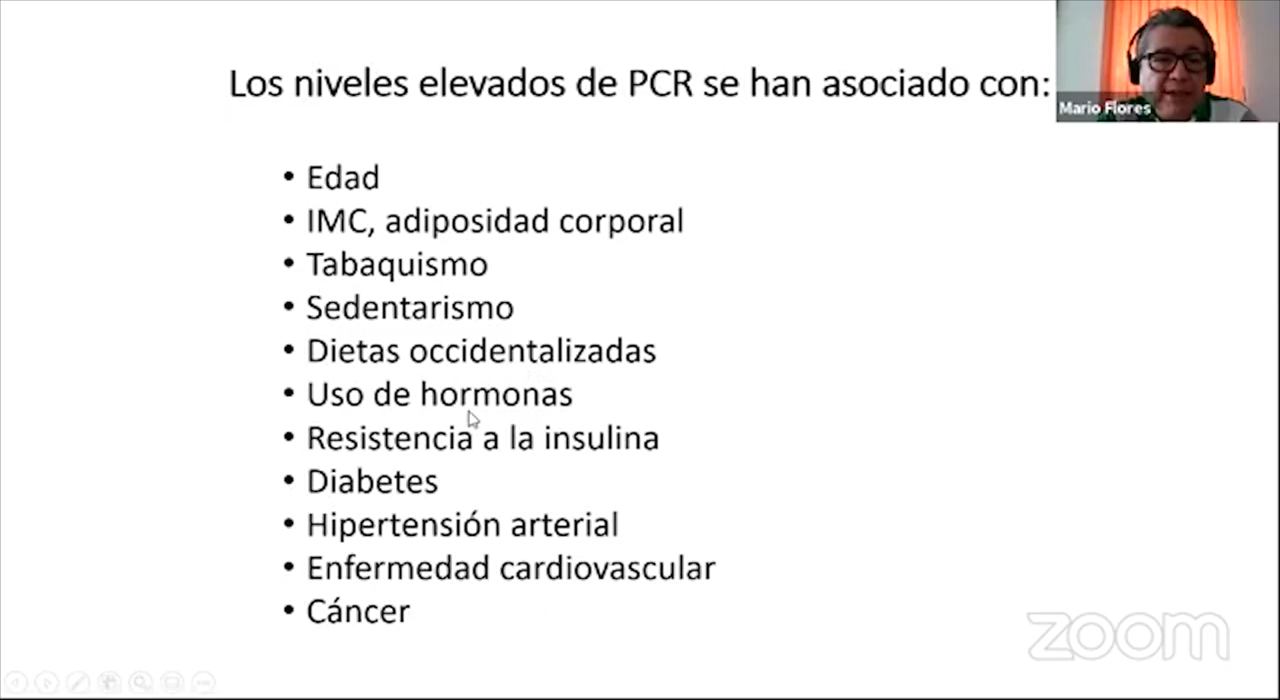 Los niveles elevados de PCR se han asociado con:
Mario Flores
• Edad
• IMC, adiposidad corporal
• Tabaquismo
• Sedentarismo
• Dietas occidentalizadas
• Uso de hormonas
• Resistencia a la insulina
• Diabetes
• Hipertensión arterial
• Enfermedad cardiovascular
• Cáncer
zoom